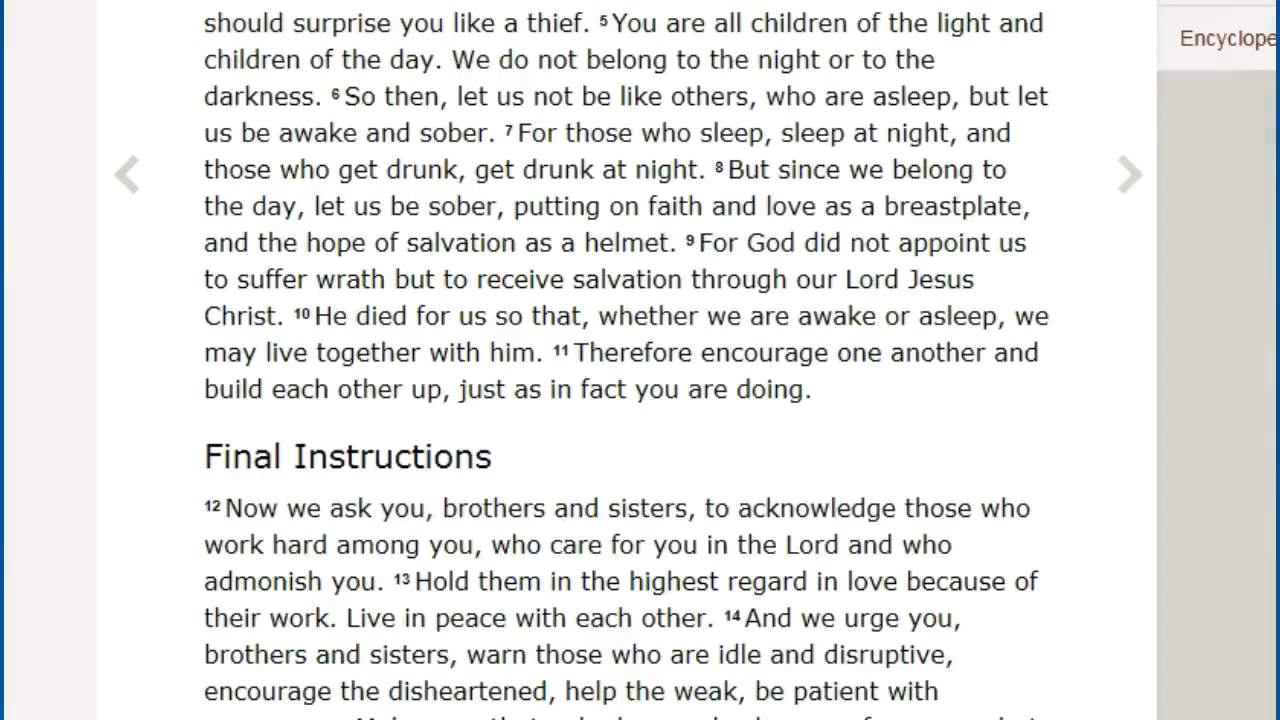 should surprise you like a thief. 5 You are all children of the light and
children of the day. We do not belong to the night or to the
darkness. 6 So then, let us not be like others, who are asleep, but let
us be awake and sober. 7 For those who sleep, sleep at night, and
those who get drunk, get drunk at night. 8 But since we belong to
the day, let us be sober, putting on faith and love as a breastplate,
and the hope of salvation as a helmet. 9 For God did not appoint us
to suffer wrath but to receive salvation through our Lord Jesus
Christ. 10 He died for us so that, whether we are awake or asleep, we
may live together with him. 11 Therefore encourage one another and
build each other up, just as in fact you are doing.
Final Instructions
12 Now we ask you, brothers and sisters, to acknowledge those who
work hard among you, who care for you in the Lord and who
admonish you. 13 Hold them in the highest regard in love because of
their work. Live in peace with each other. 14 And we urge you,
brothers and sisters, warn those who are idle and disruptive,
encourage the disheartened, help the weak, be patient with
Encyclope